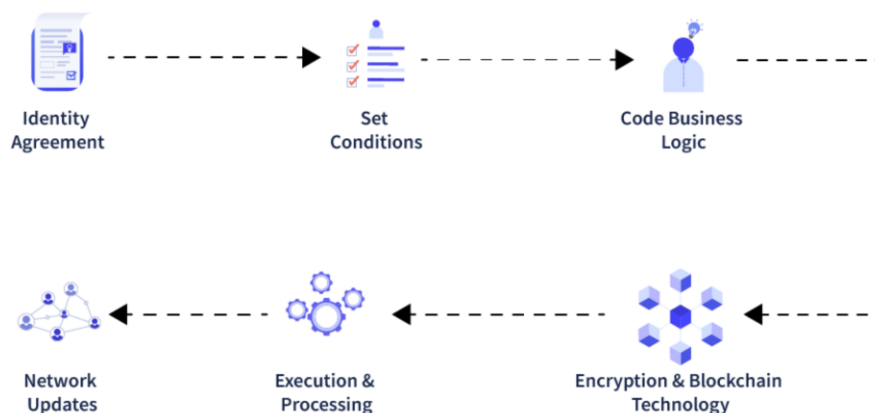 Identity
Agreement
Set
Conditions
Code Business
Logic
Encryption & Blockchain
Technology
Execution &
Processing
Network
Updates